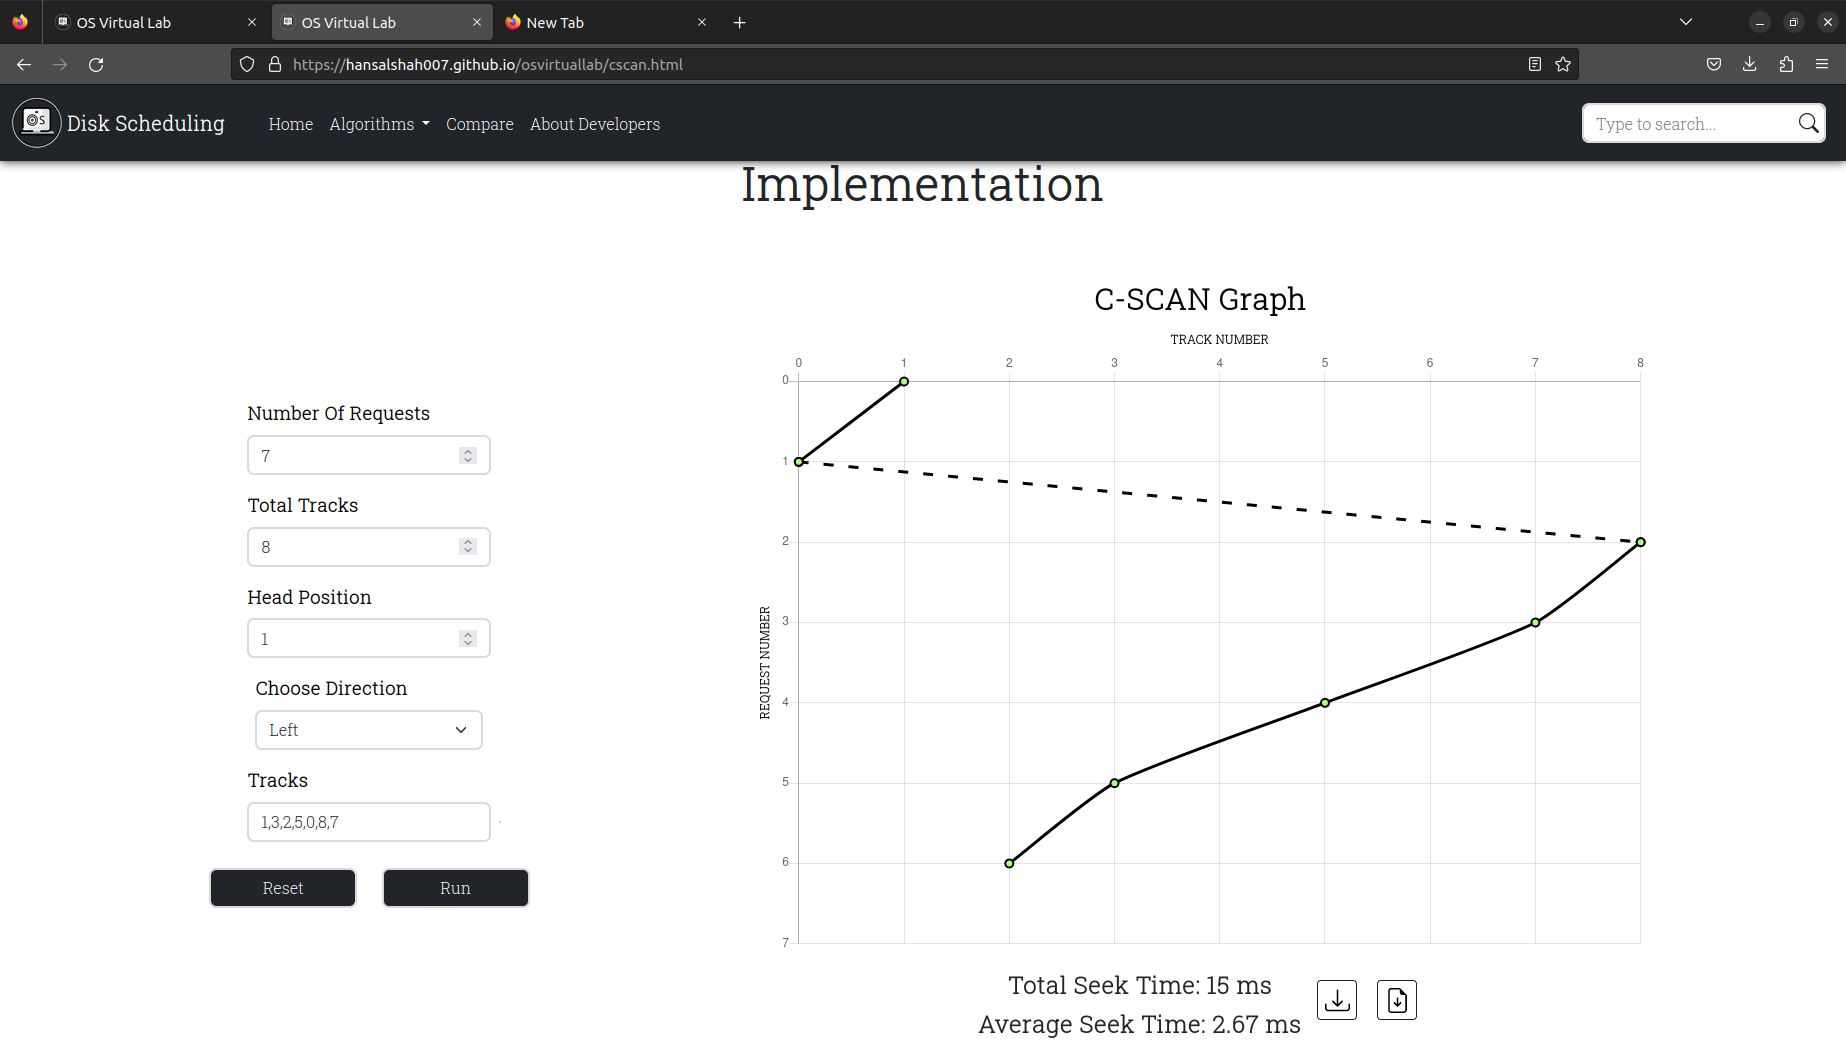 OS Virtual Lab
OS Virtual Lab
New Tab
https://hansalshah007.github.io/osvirtuallab/cscan.html
OS
Disk Scheduling
Home
Algorithms
Compare
About Developers
Type to search...
Implementation
Number Of Requests
7
Total Tracks
8
Head Position
1
Choose Direction
Left
Tracks
1,3,2,5,0,8,7
Reset
Run
C-SCAN Graph
TRACK NUMBER
0 1 2 3 4 5 6 7 8
REQUEST NUMBER
0
1
2
3
4
5
6
7
Total Seek Time: 15 ms
Average Seek Time: 2.67 ms